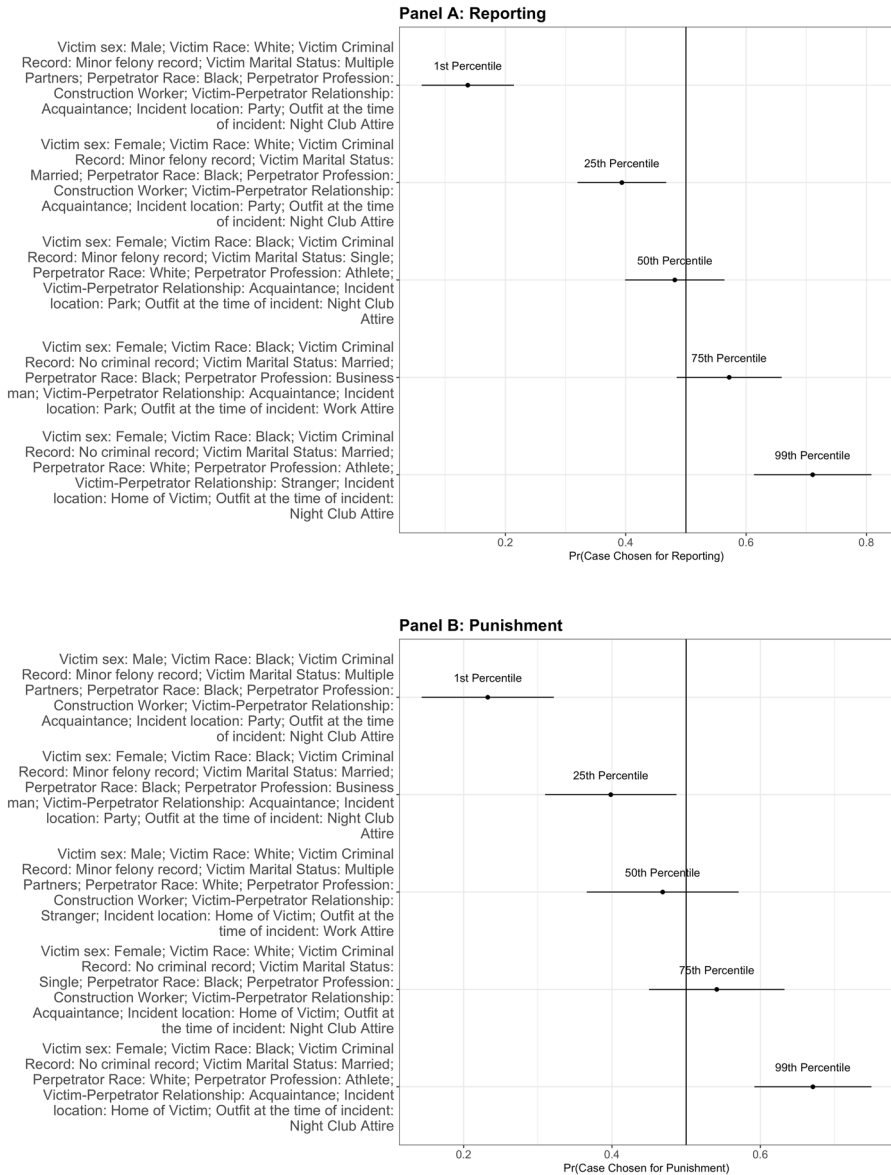 Panel A: Reporting
Victim sex: Male; Victim Race: White; Victim Criminal
Record: Minor felony record; Victim Marital Status: Multiple
Partners; Perpetrator Race: Black; Perpetrator Profession:
Construction Worker; Victim-Perpetrator Relationship:
Acquaintance; Incident location: Party; Outfit at the time
of incident: Night Club Attire
1st Percentile
Victim sex: Female; Victim Race: White; Victim Criminal
Record: Minor felony record; Victim Marital Status:
Married; Perpetrator Race: Black; Perpetrator Profession:
Construction Worker; Victim-Perpetrator Relationship:
Acquaintance; Incident location: Party; Outfit at the time
of incident: Night Club Attire
25th Percentile
Victim sex: Female; Victim Race: Black; Victim Criminal
Record: Minor felony record; Victim Marital Status: Single;
Perpetrator Race: White; Perpetrator Profession: Athlete;
Victim-Perpetrator Relationship: Acquaintance; Incident
location: Park; Outfit at the time of incident: Night Club
Attire
50th Percentile
Victim sex: Female; Victim Race: Black; Victim Criminal
Record: No criminal record; Victim Marital Status: Married;
Perpetrator Race: Black; Perpetrator Profession: Business
man; Victim-Perpetrator Relationship: Acquaintance; Incident
location: Park; Outfit at the time of incident: Work Attire
75th Percentile
Victim sex: Female; Victim Race: Black; Victim Criminal
Record: No criminal record; Victim Marital Status: Married;
Perpetrator Race: White; Perpetrator Profession: Athlete;
Victim-Perpetrator Relationship: Stranger; Incident
location: Home of Victim; Outfit at the time of incident:
Night Club Attire
99th Percentile
0.2 0.4 0.6 0.8
Pr(Case Chosen for Reporting)
Panel B: Punishment
Victim sex: Male; Victim Race: Black; Victim Criminal
Record: Minor felony record; Victim Marital Status: Multiple
Partners; Perpetrator Race: Black; Perpetrator Profession:
Construction Worker; Victim-Perpetrator Relationship:
Acquaintance; Incident location: Party; Outfit at the time
of incident: Night Club Attire
1st Percentile
Victim sex: Female; Victim Race: Black; Victim Criminal
Record: Minor felony record; Victim Marital Status: Married;
Perpetrator Race: Black; Perpetrator Profession: Business
man; Victim-Perpetrator Relationship: Acquaintance; Incident
location: Party; Outfit at the time of incident: Night Club
Attire
25th Percentile
Victim sex: Male; Victim Race: White; Victim Criminal
Record: Minor felony record; Victim Marital Status: Multiple
Partners; Perpetrator Race: White; Perpetrator Profession:
Construction Worker; Victim-Perpetrator Relationship:
Stranger; Incident location: Home of Victim; Outfit at the
time of incident: Work Attire
50th Percentile
Victim sex: Female; Victim Race: White; Victim Criminal
Record: No criminal record; Victim Marital Status:
Single; Perpetrator Race: Black; Perpetrator Profession:
Construction Worker; Victim-Perpetrator Relationship:
Acquaintance; Incident location: Home of Victim; Outfit at
the time of incident: Night Club Attire
75th Percentile
Victim sex: Female; Victim Race: Black; Victim Criminal
Record: No criminal record; Victim Marital Status: Married;
Perpetrator Race: White; Perpetrator Profession: Athlete;
Victim-Perpetrator Relationship: Acquaintance; Incident
location: Home of Victim; Outfit at the time of incident:
Night Club Attire
99th Percentile
0.2 0.4 0.6
Pr(Case Chosen for Punishment)